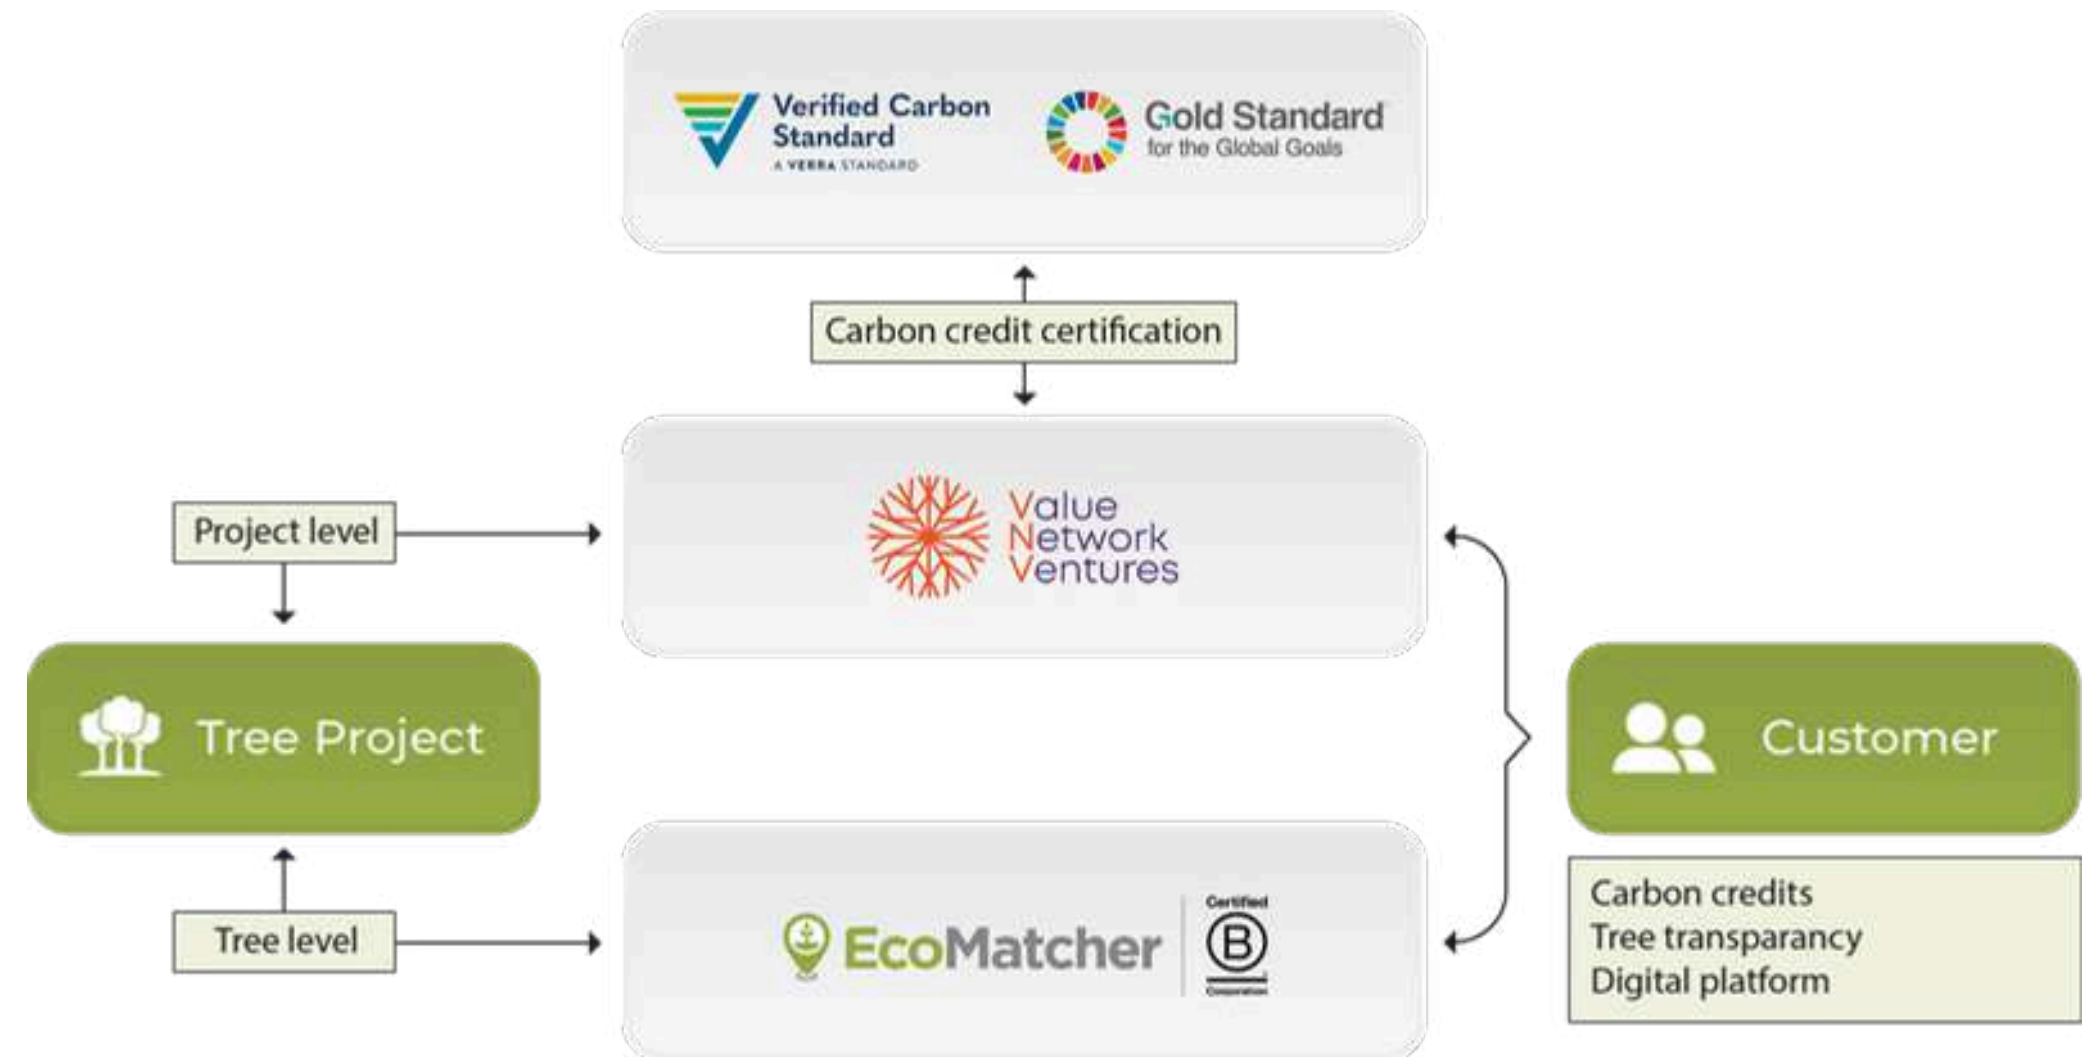 Verified Carbon
Standard
A VERRA STANDARD
Gold Standard
for the Global Goals
Carbon credit certification
Value
Network
Ventures
Project level
Tree Project
Customer
Tree level
EcoMatcher
Certified
B
Corporation
Carbon credits
Tree transparancy
Digital platform